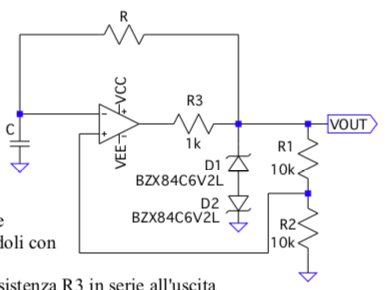 R
C
VCC
VEE
R3
1k
VOUT
R1
10k
D1
BZX84C6V2L
D2
BZX84C6V2L
R2
10k
e
doli con
sistenza R3 in serie all'uscita